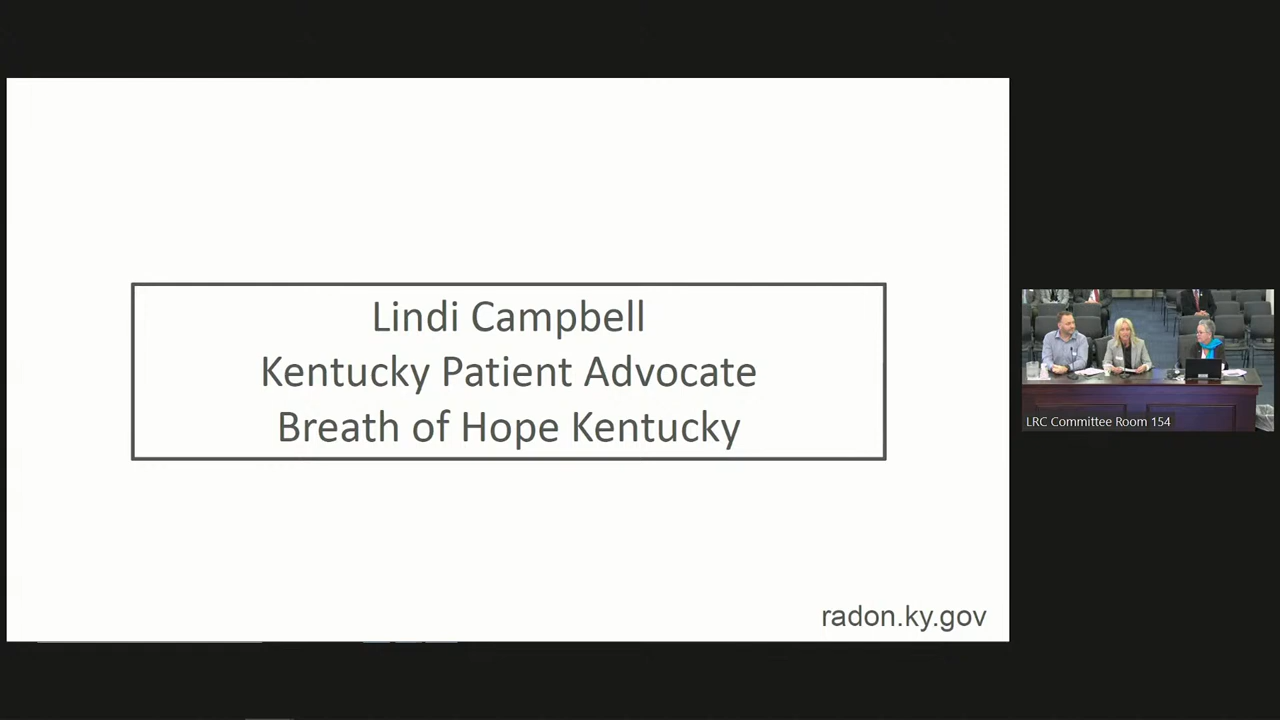 Lindi Campbell
Kentucky Patient Advocate
Breath of Hope Kentucky
radon.ky.gov
LRC Committee Room 154